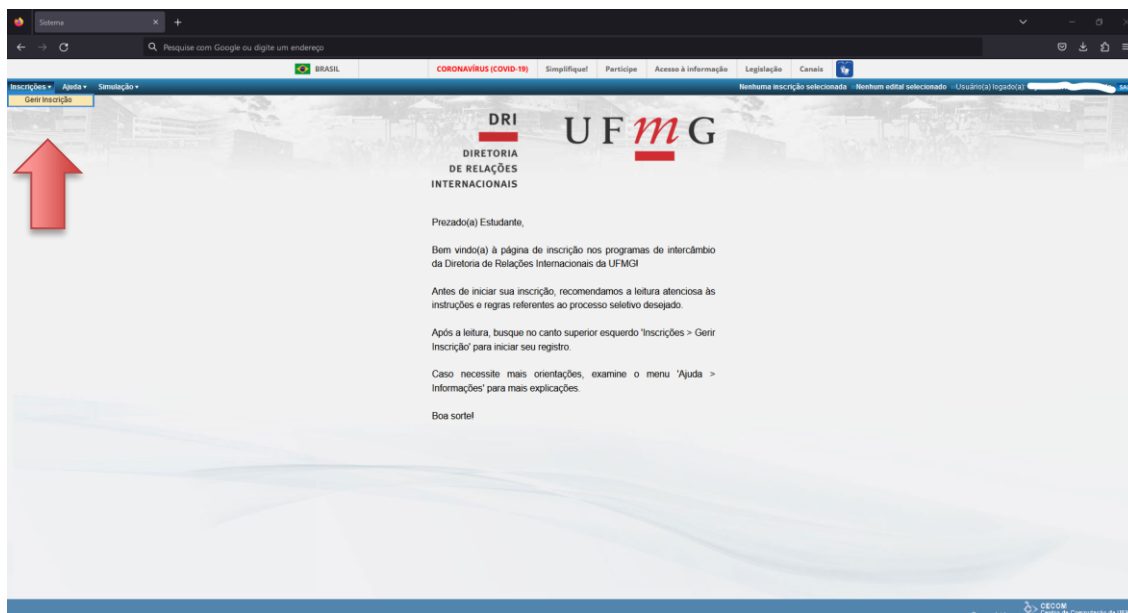 Sistema
Pesquise com Google ou digite um endereço
BRASIL CORONAVÍRUS (COVID-19) Simplifique! Participe Acesso à informação Legislação Canais
Inscrições Ajuda Simulação Nenhuma inscrição selecionada Nenhum edital selecionado Usuário(a) logado(a):
Gerir Inscrição
DRI
DIRETORIA
DE RELAÇÕES
INTERNACIONAIS
UFmG
Prezado(a) Estudante,
Bem vindo(a) à página de inscrição nos programas de intercâmbio
da Diretoria de Relações Internacionais da UFMG!
Antes de iniciar sua inscrição, recomendamos a leitura atenciosa às
instruções e regras referentes ao processo seletivo desejado.
Após a leitura, busque no canto superior esquerdo 'Inscrições > Gerir
Inscrição' para iniciar seu registro.
Caso necessite mais orientações, examine o menu 'Ajuda >
Informações' para mais explicações.
Boa sorte!
CECOM